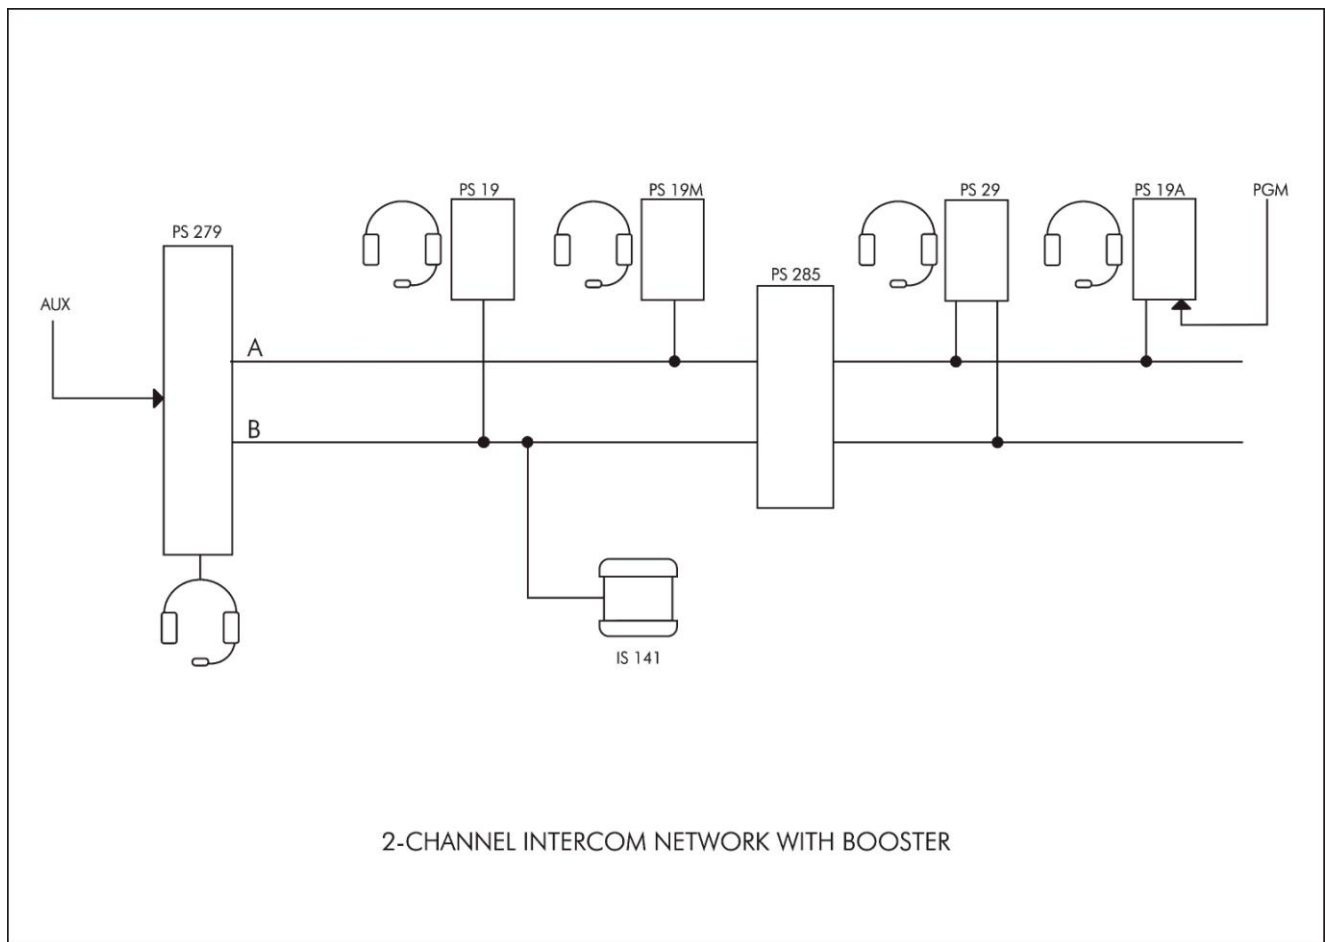 PS 19
PS 19M
PS 29
PS 19A
PGM
PS 279
PS 285
AUX
A
B
IS 141
2-CHANNEL INTERCOM NETWORK WITH BOOSTER